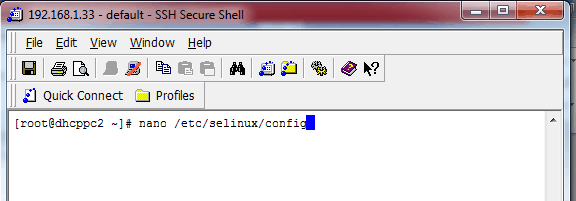 192.168.1.33 - default - SSH Secure Shell
File Edit View Window Help
Quick Connect Profiles
[root@dhcppc2 ~]# nano /etc/selinux/config